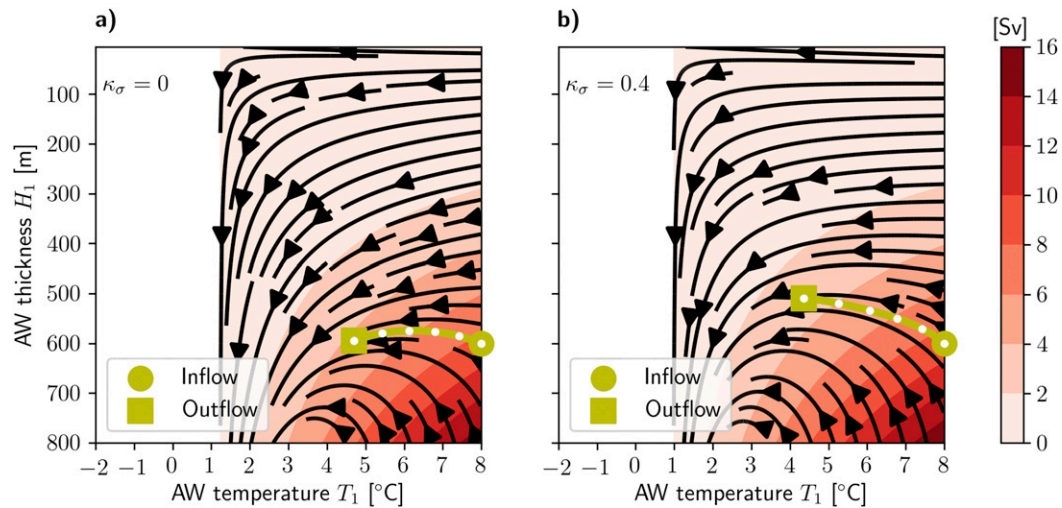 a)
b)
[Sv]
κσ = 0
κσ = 0.4
AW thickness H1 [m]
100
200
300
400
500
600
700
800
Inflow
Outflow
Inflow
Outflow
−2 −1 0 1 2 3 4 5 6 7 8
−2 −1 0 1 2 3 4 5 6 7 8
AW temperature T1 [°C]
AW temperature T1 [°C]
16
14
12
10
8
6
4
2
0